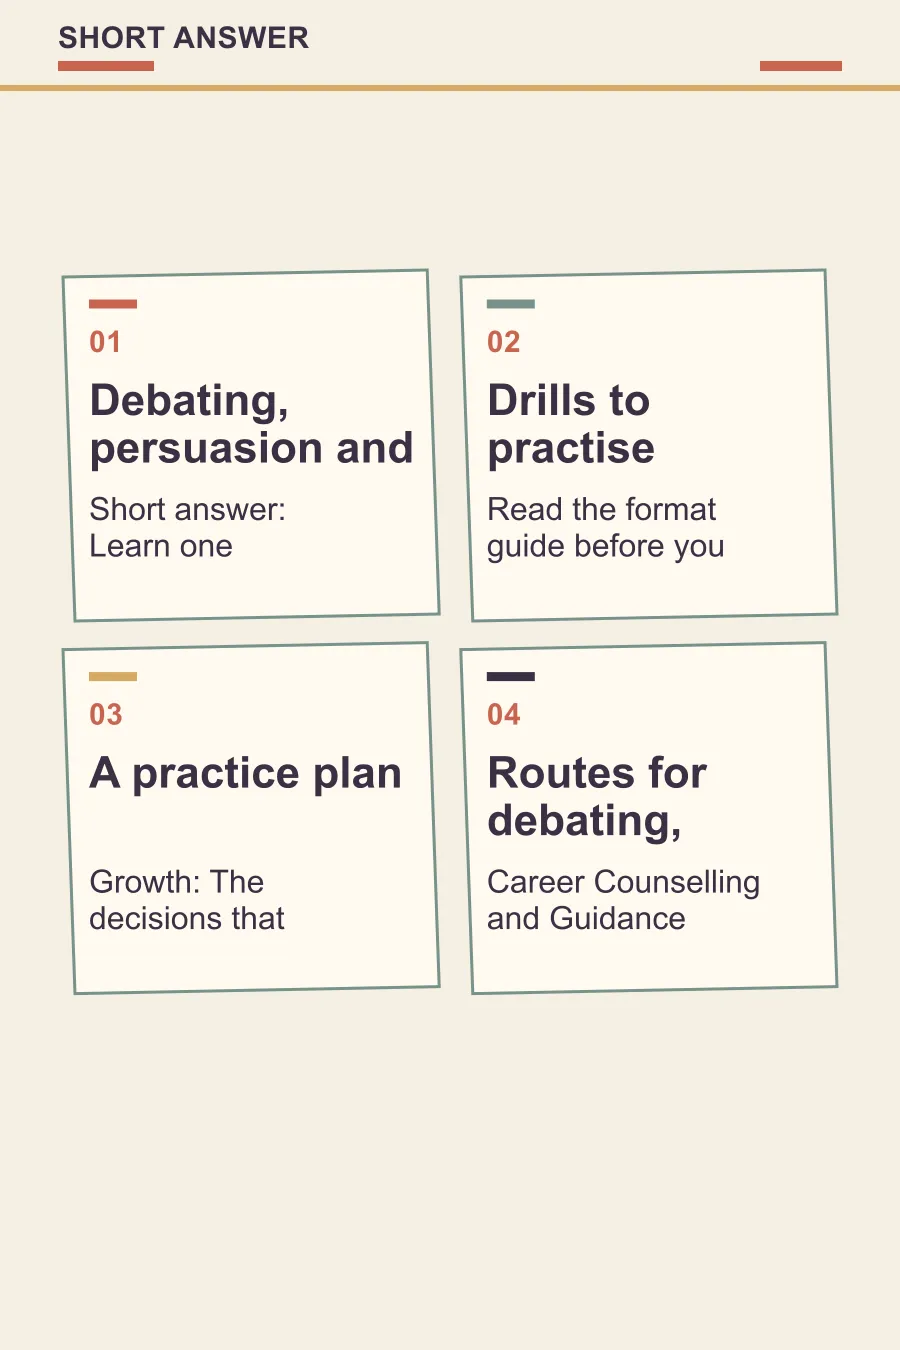 SHORT ANSWER
01
Debating,
persuasion and
Short answer:
Learn one
02
Drills to
practise
Read the format
guide before you
03
A practice plan
Growth: The
decisions that
04
Routes for
debating,
Career Counselling
and Guidance